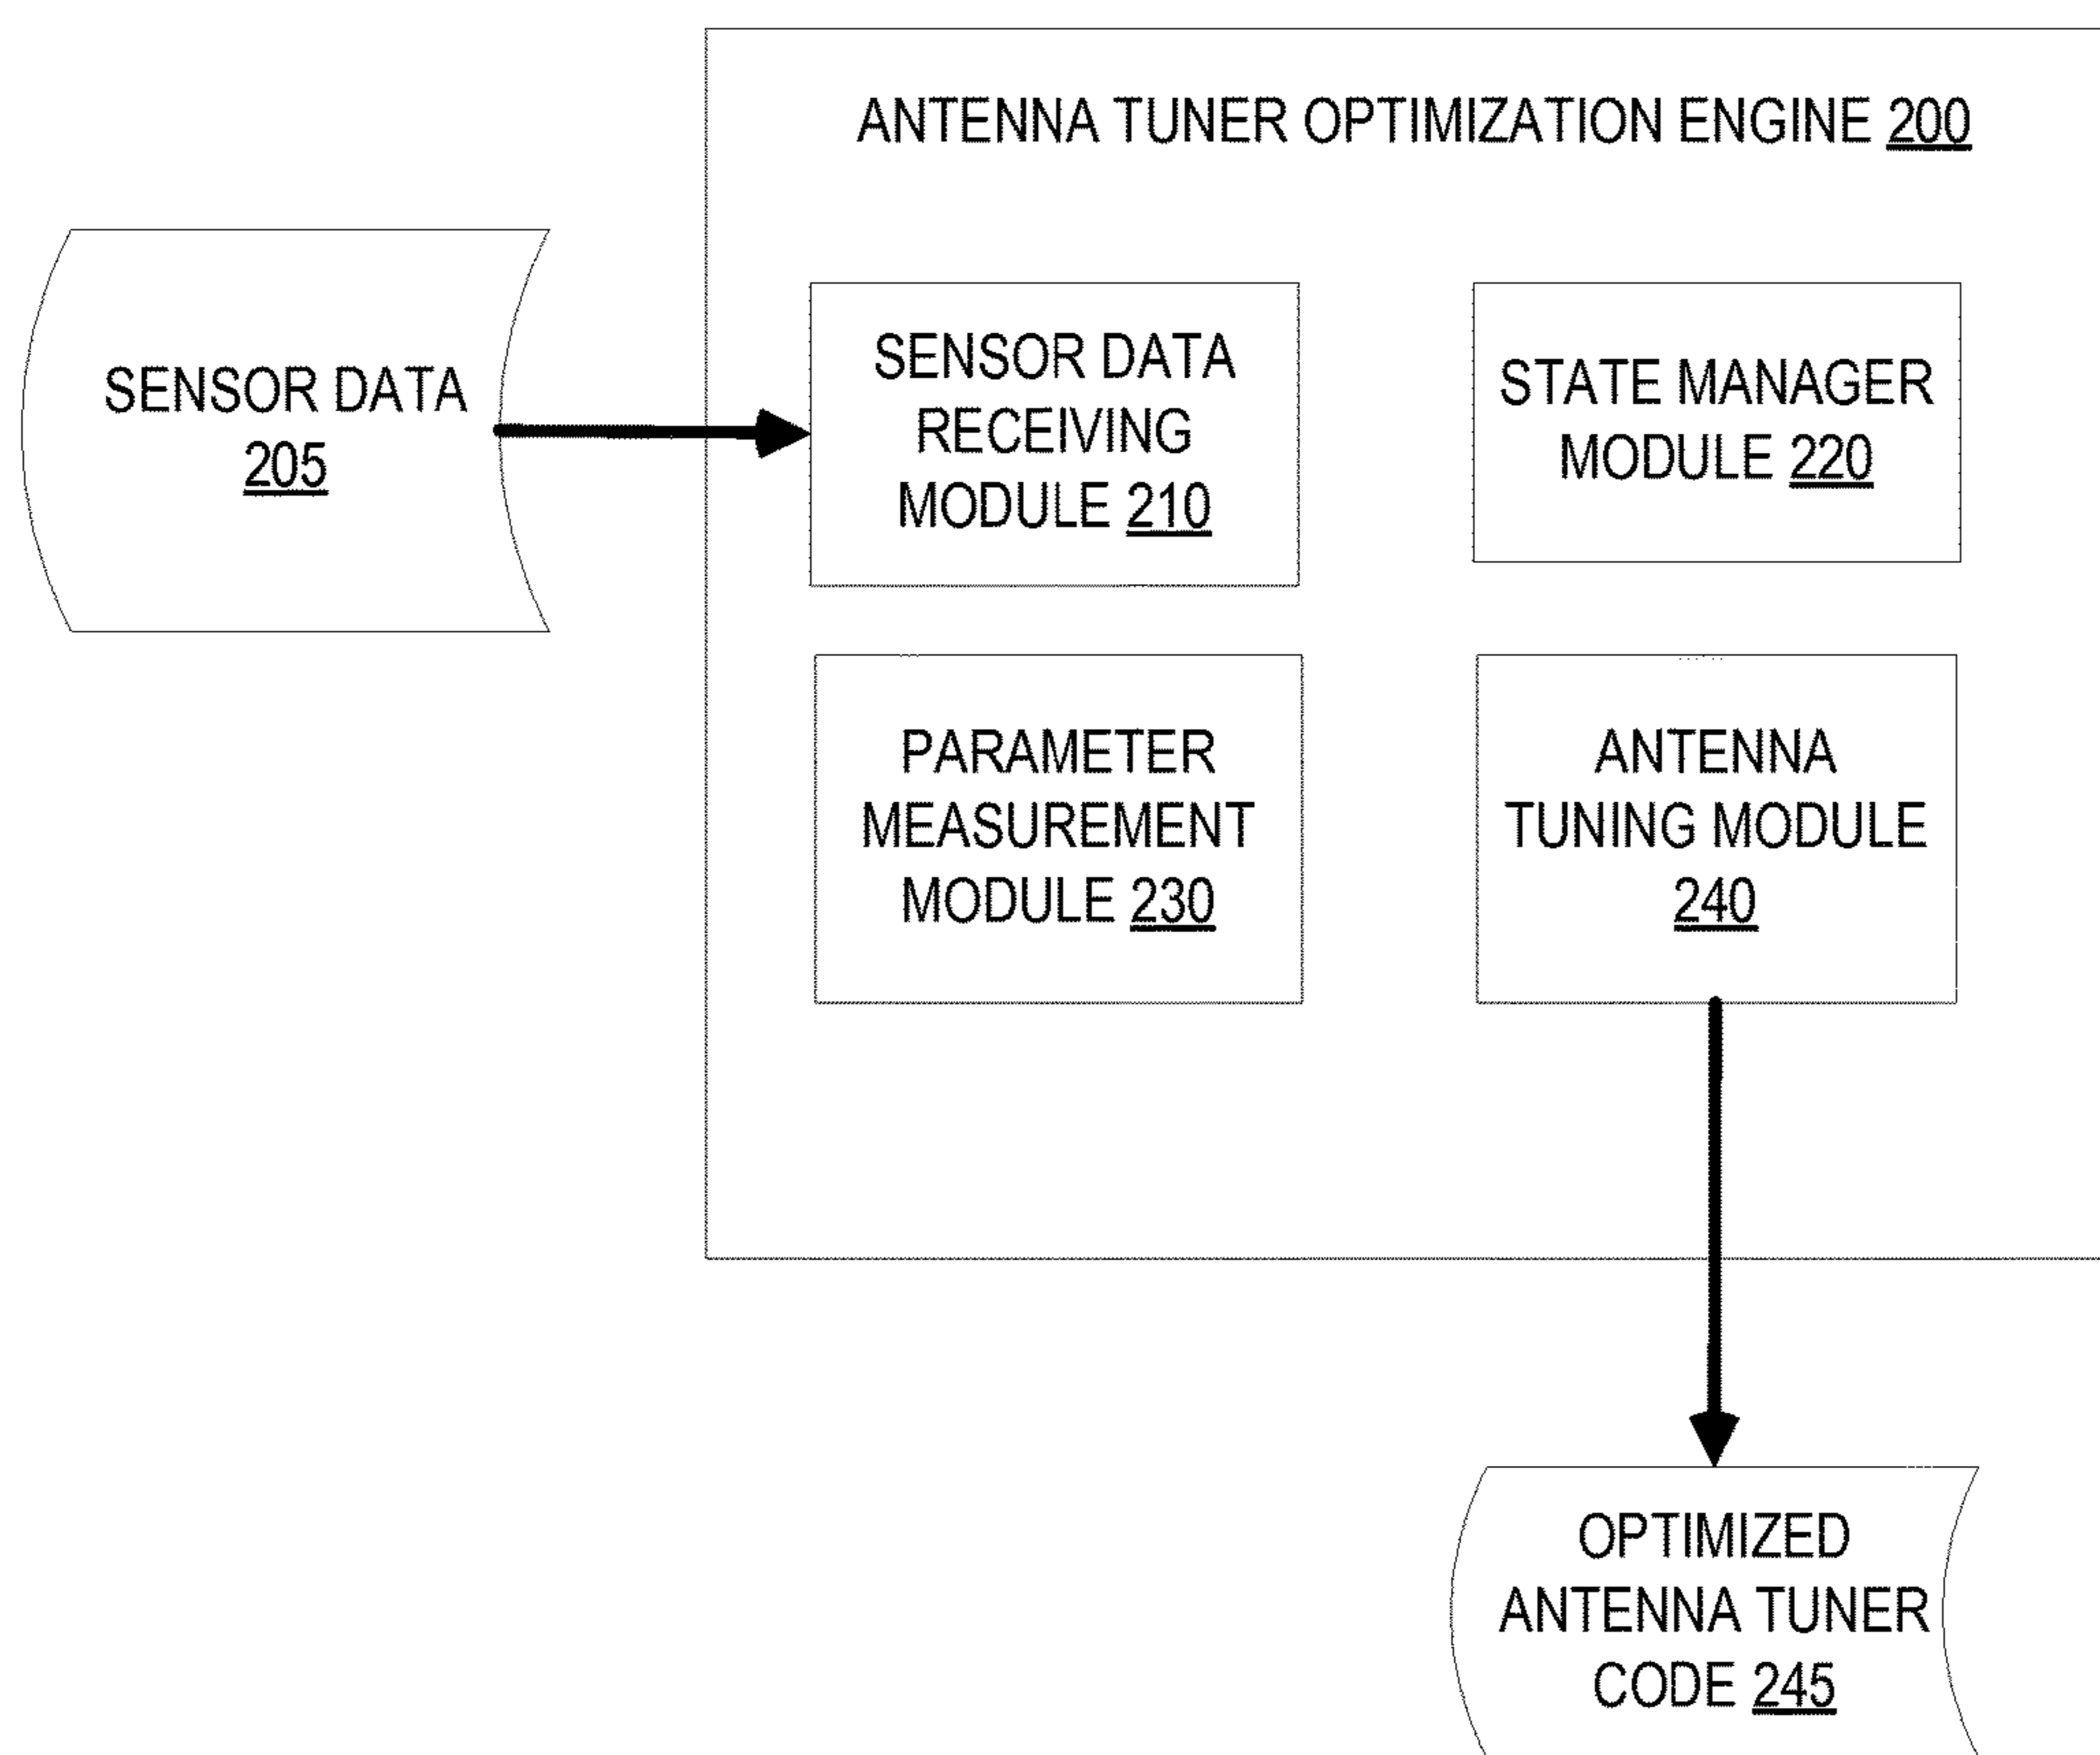 ANTENNA TUNER OPTIMIZATION ENGINE 200
SENSOR DATA
205
SENSOR DATA
RECEIVING
MODULE 210
STATE MANAGER
MODULE 220
PARAMETER
MEASUREMENT
MODULE 230
ANTENNA
TUNING MODULE
240
OPTIMIZED
ANTENNA TUNER
CODE 245